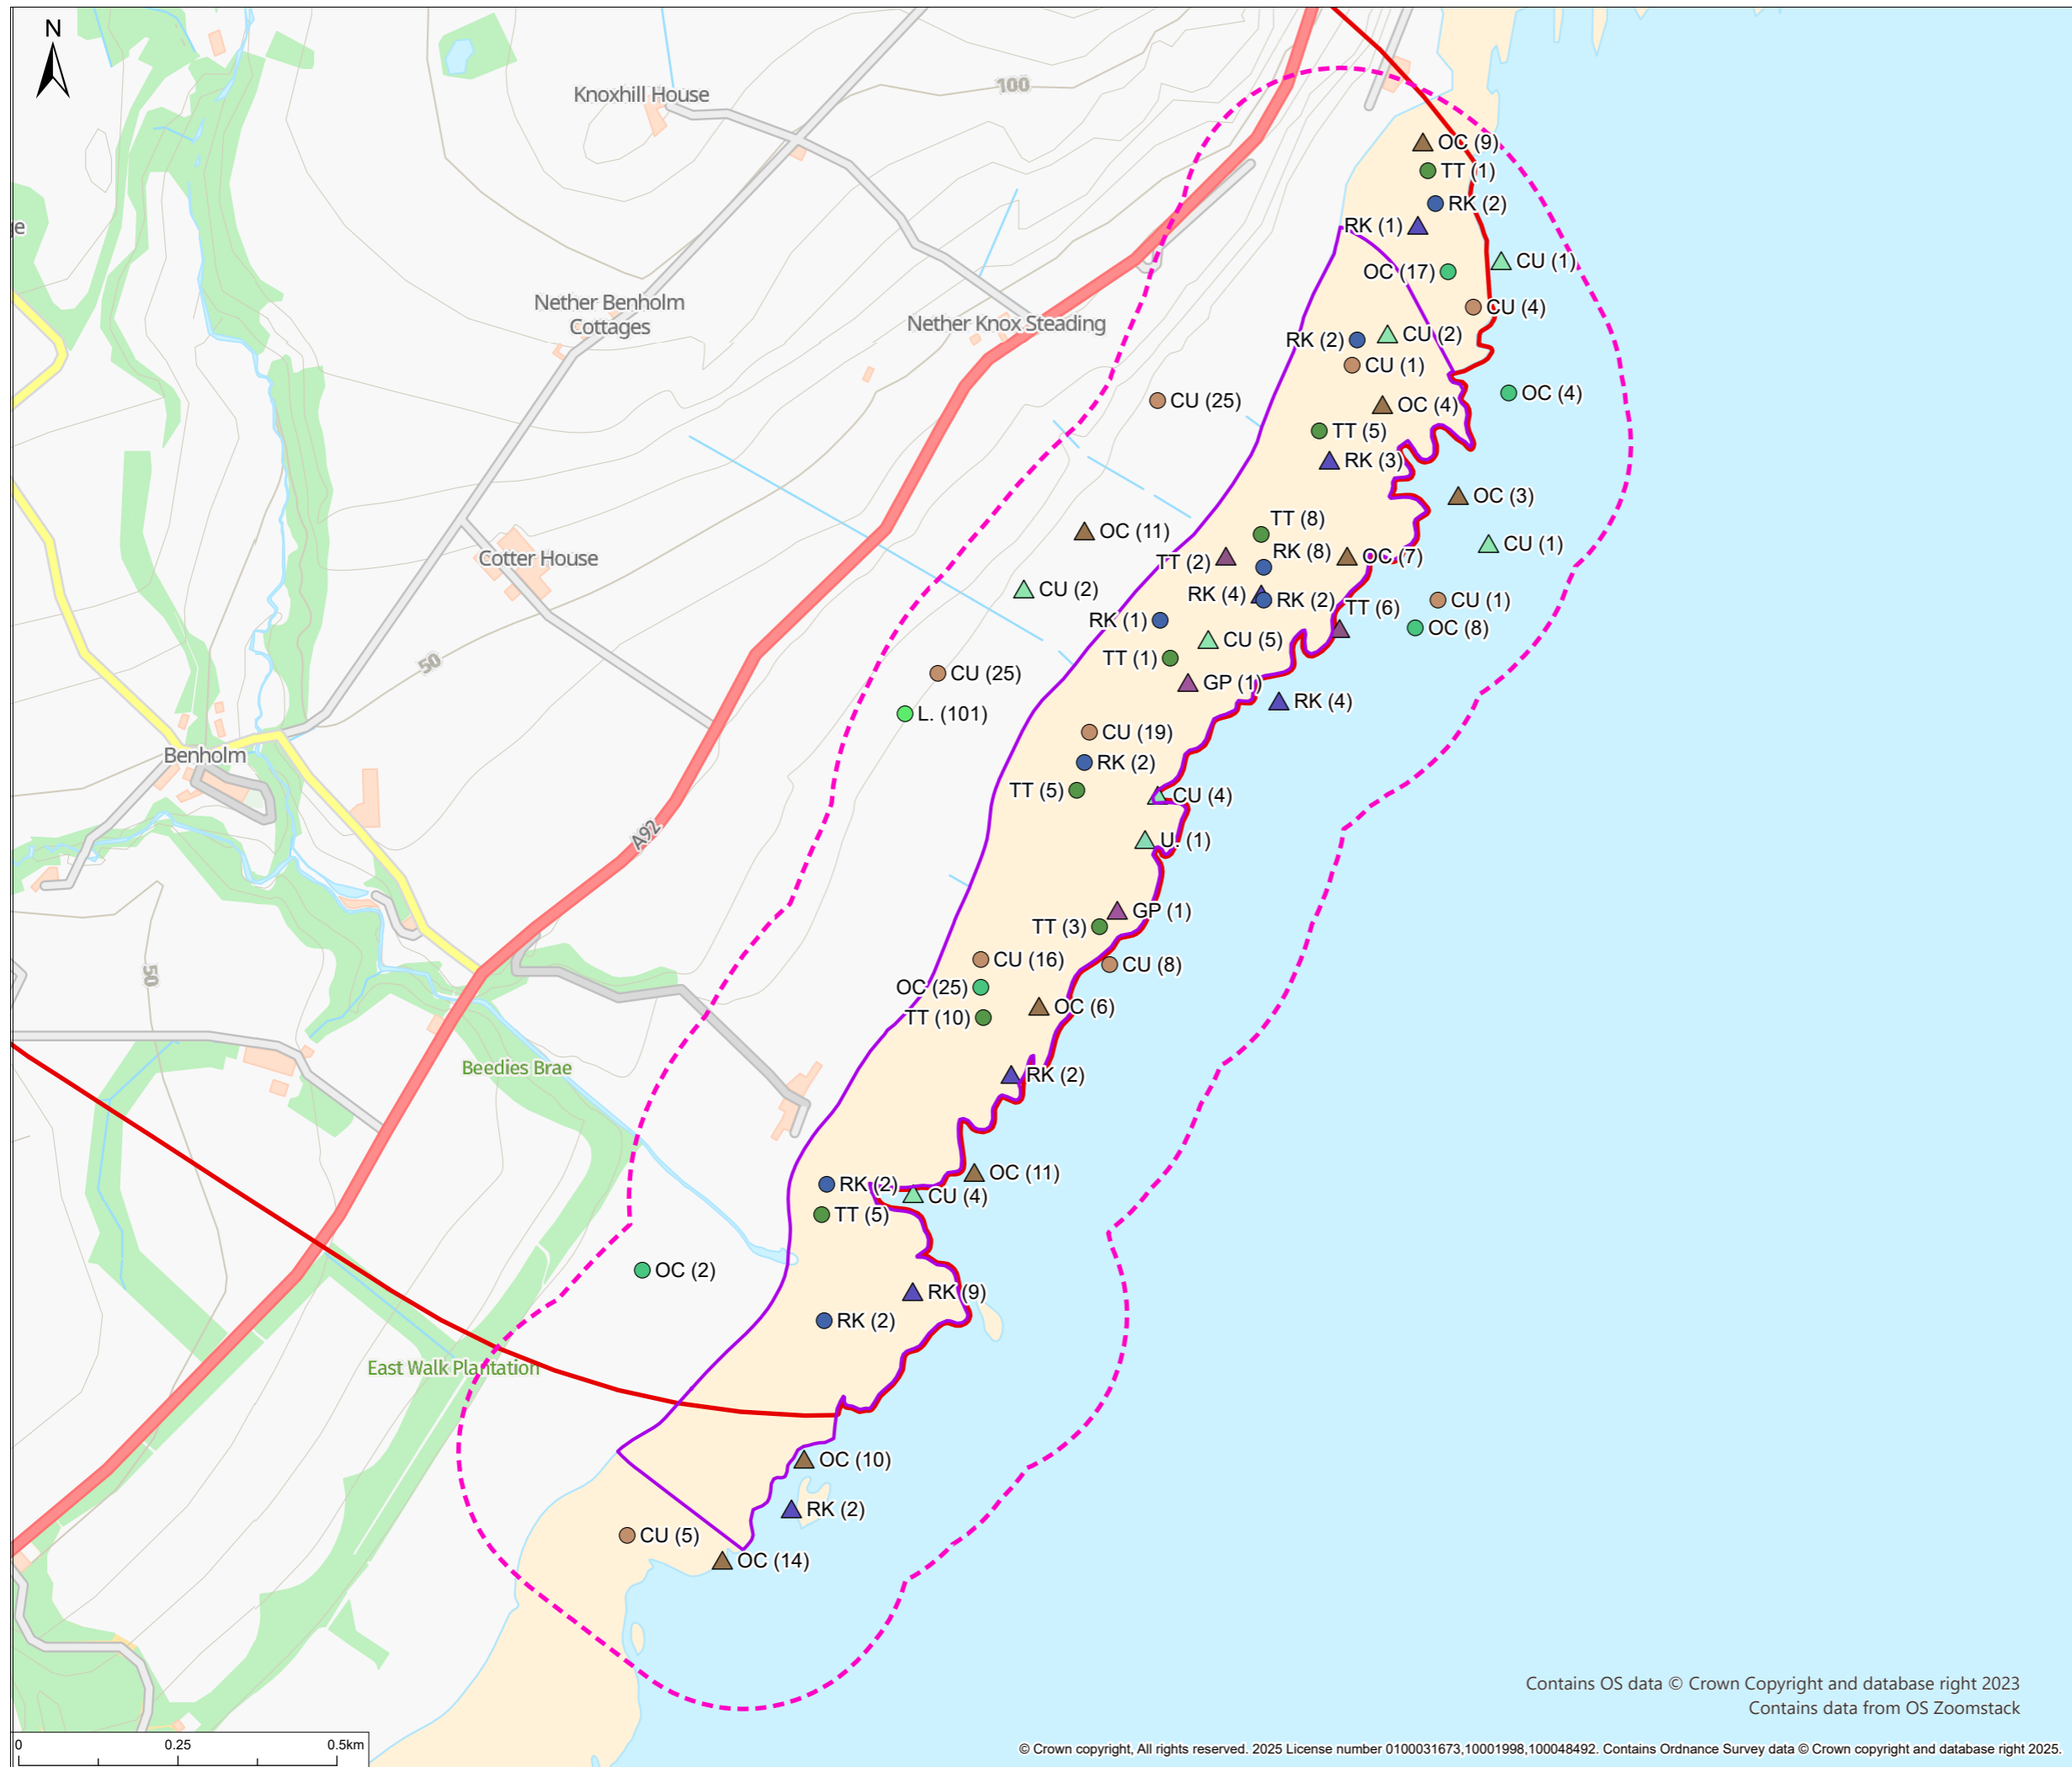 N
Knoxhill House
100
OC (9)
TT (1)
RK (2)
RK (1)
CU (1)
OC (17)
CU (4)
Nether Benholm
Cottages
Nether Knox Steading
CU (2)
RK (2)
CU (1)
OC (4)
CU (25)
OC (4)
TT (5)
RK (3)
OC (3)
TT (8)
OC (11)
CU (1)
RK (8)
OC (7)
TT (2)
Cotter House
CU (2)
RK (4)
RK (2)
CU (1)
TT (6)
RK (1)
OC (8)
CU (5)
TT (1)
50
CU (25)
GP (1)
RK (4)
L. (101)
CU (19)
Benholm
RK (2)
TT (5)
CU (4)
A92
U. (1)
GP (1)
TT (3)
CU (16)
CU (8)
50
OC (25)
OC (6)
TT (10)
Beedies Brae
RK (2)
OC (11)
RK (2)
CU (4)
TT (5)
OC (2)
RK (9)
RK (2)
East Walk Plantation
OC (10)
RK (2)
CU (5)
OC (14)
Contains OS data © Crown Copyright and database right 2023
Contains data from OS Zoomstack
0 0.25 0.5km
© Crown copyright, All rights reserved. 2025 License number 0100031673,10001998,100048492. Contains Ordnance Survey data © Crown copyright and database right 2025.